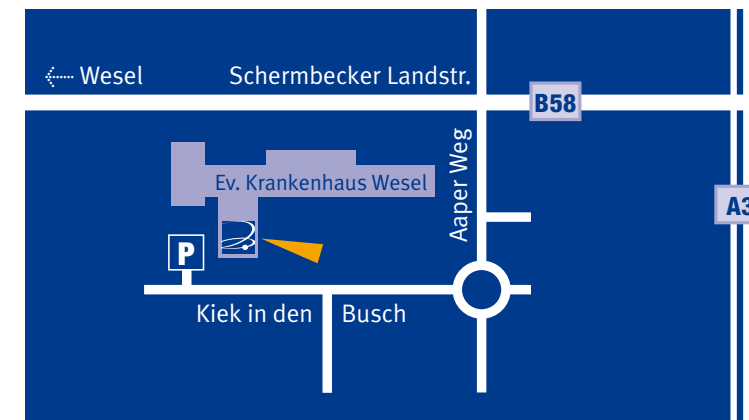 Wesel
Schermbecker Landstr.
B58
Aaper Weg
Ev. Krankenhaus Wesel
A3
P
Kiek in den Busch